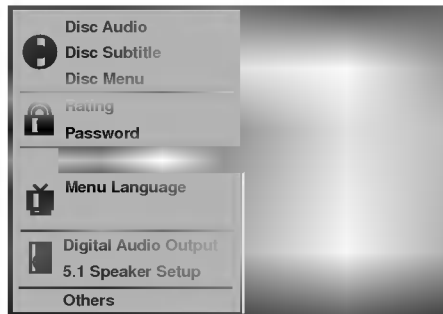 Disc Audio
Disc Subtitle
Disc Menu
Rating
Password
Menu Language
Digital Audio Output
5.1 Speaker Setup
Others